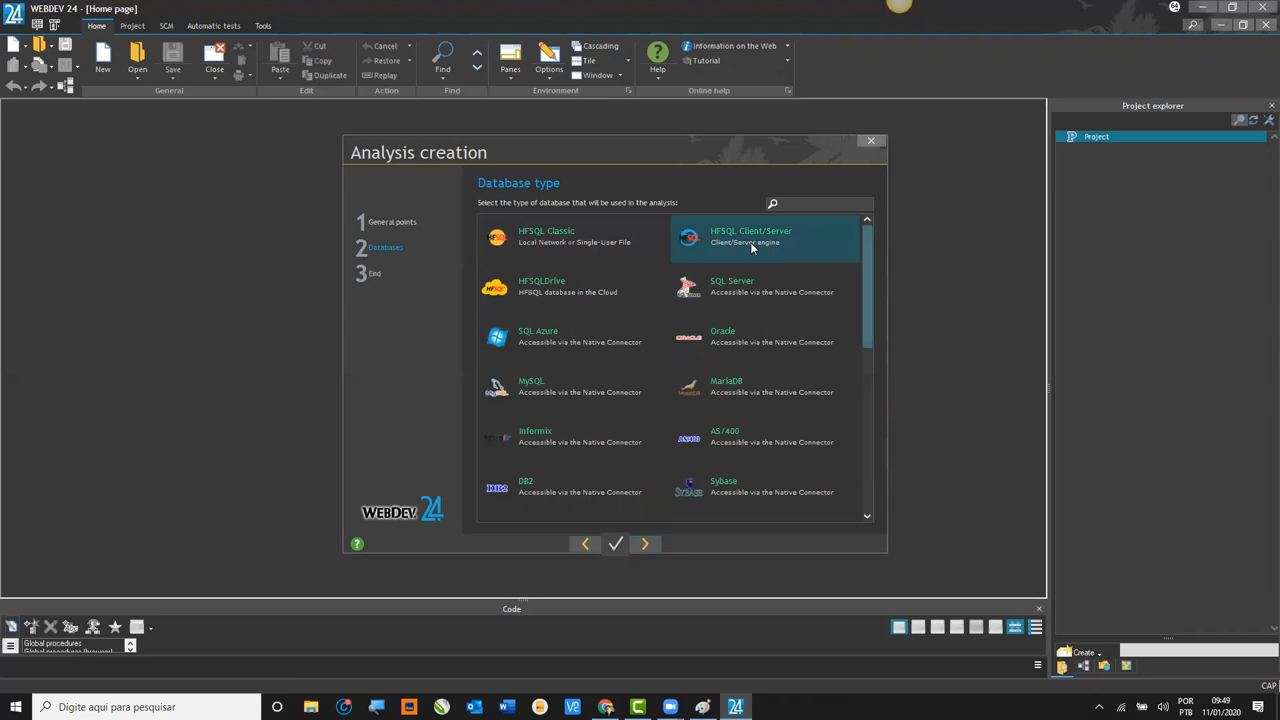 WEBDEV 24 - [Home page]
24
64
Home
Project
SCM
Automatic tests
Tools
New
Open
Save
Close
Paste
Cut
Copy
Duplicate
Cancel
Restore
Replay
Find
Panes
Options
Cascading
Tile
Window
Help
Information on the Web
Tutorial
General
Edit
Action
Find
Environment
Online help
Project explorer
Project
Analysis creation
1 General points
2 Databases
3 End
Database type
Select the type of database that will be used in the analysis:
HFSQL Classic
Local Network or Single-User File
HFSQL Client/Server
Client/Server engine
HFSQLDrive
HFSQL database in the Cloud
SQL Server
Accessible via the Native Connector
SQL Azure
Accessible via the Native Connector
Oracle
Accessible via the Native Connector
MySQL
Accessible via the Native Connector
MariaDB
Accessible via the Native Connector
Informix
Accessible via the Native Connector
AS/400
Accessible via the Native Connector
DB2
Accessible via the Native Connector
Sybase
Accessible via the Native Connector
WEBDEV 24
Code
Global procédures
Create
CAP
Digite aqui para pesquisar
POR
PTB
09:49
11/01/2020